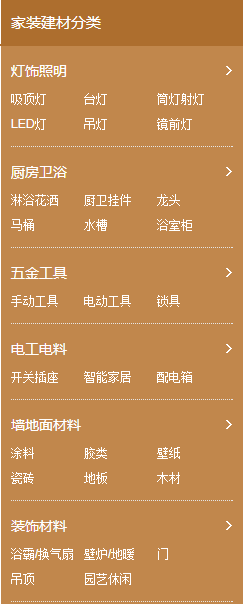 家装建材分类
灯饰照明
吸顶灯 台灯 筒灯射灯
LED灯 吊灯 镜前灯
厨房卫浴
淋浴花洒 厨卫挂件 龙头
马桶 水槽 浴室柜
五金工具
手动工具 电动工具 锁具
电工电料
开关插座 智能家居 配电箱
墙地面材料
涂料 胶类 壁纸
瓷砖 地板 木材
装饰材料
浴霸/换气扇 壁炉/地暖 门
吊顶 园艺休闲